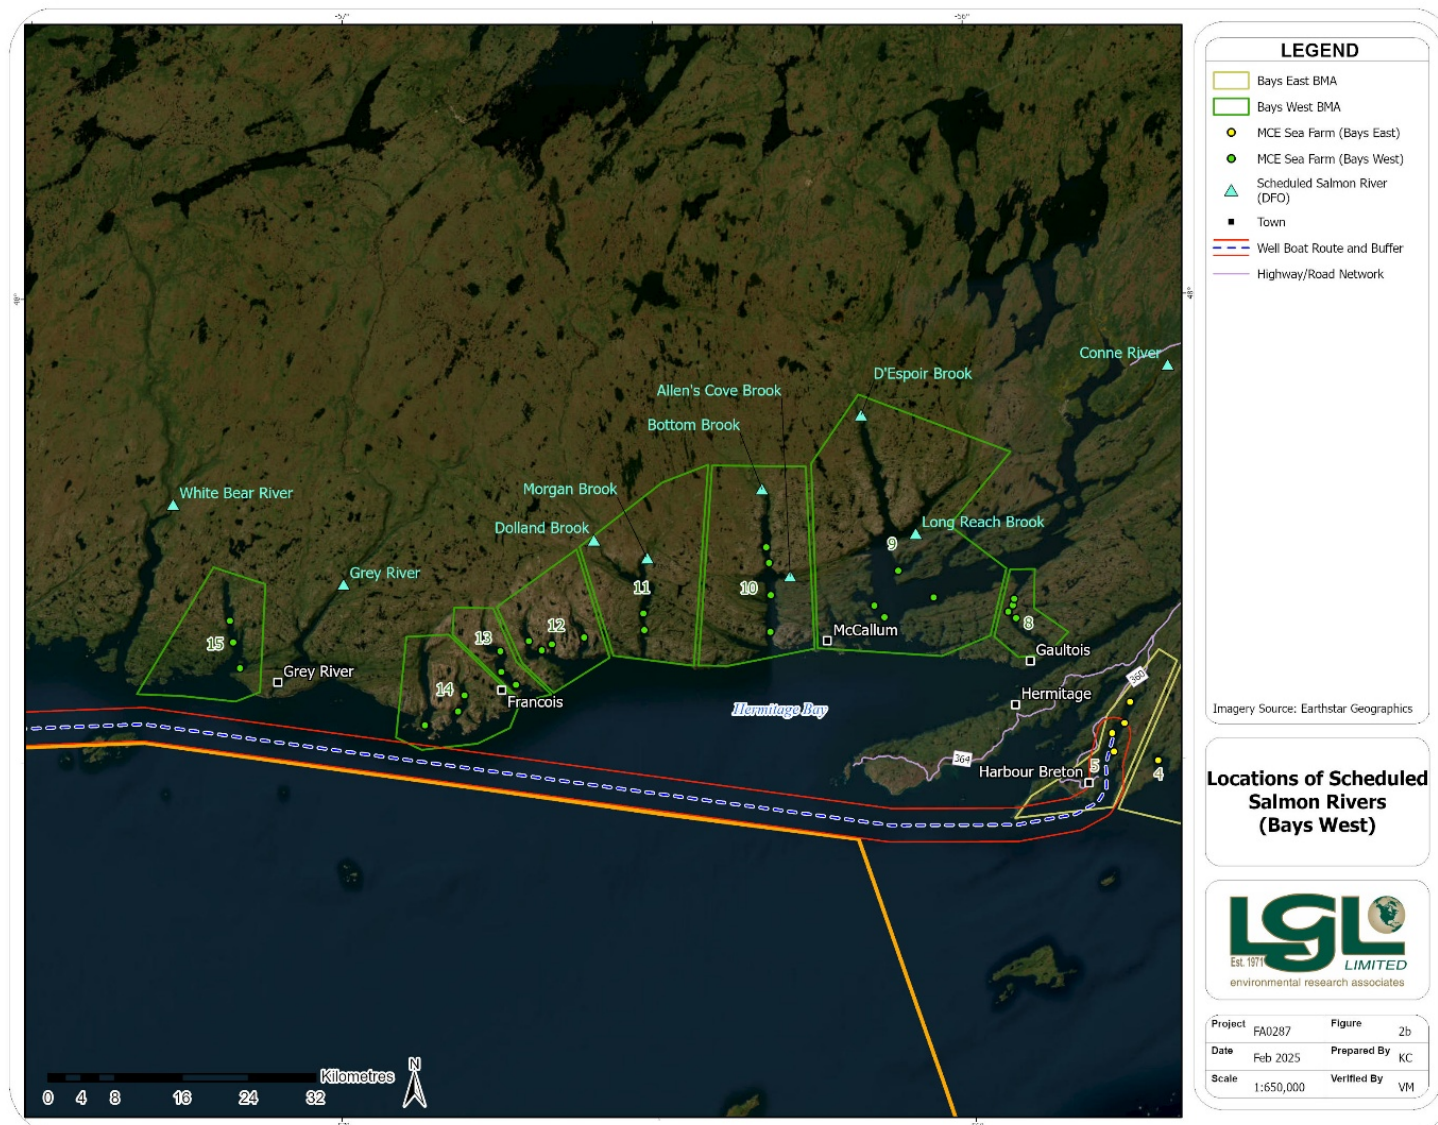 -57°
-56°
48°
48°
Conne River
D'Espoir Brook
Allen's Cove Brook
Bottom Brook
White Bear River
Morgan Brook
Dolland Brook
Long Reach Brook
Grey River
9
11
10
15
13
12
8
McCallum
Gaultois
Grey River
14
Francois
Hermitage
Hermitage Bay
360
364
Harbour Breton
5
4
Kilometres
N
0 4 8 16 24 32
LEGEND
Bays East BMA
Bays West BMA
MCE Sea Farm (Bays East)
MCE Sea Farm (Bays West)
Scheduled Salmon River
(DFO)
Town
Well Boat Route and Buffer
Highway/Road Network
Imagery Source: Earthstar Geographics
Locations of Scheduled
Salmon Rivers
(Bays West)
LGL
Est. 1971
LIMITED
environmental research associates
Project FA0287 Figure 2b
Date Feb 2025 Prepared By KC
Scale 1:650,000 Verified By VM